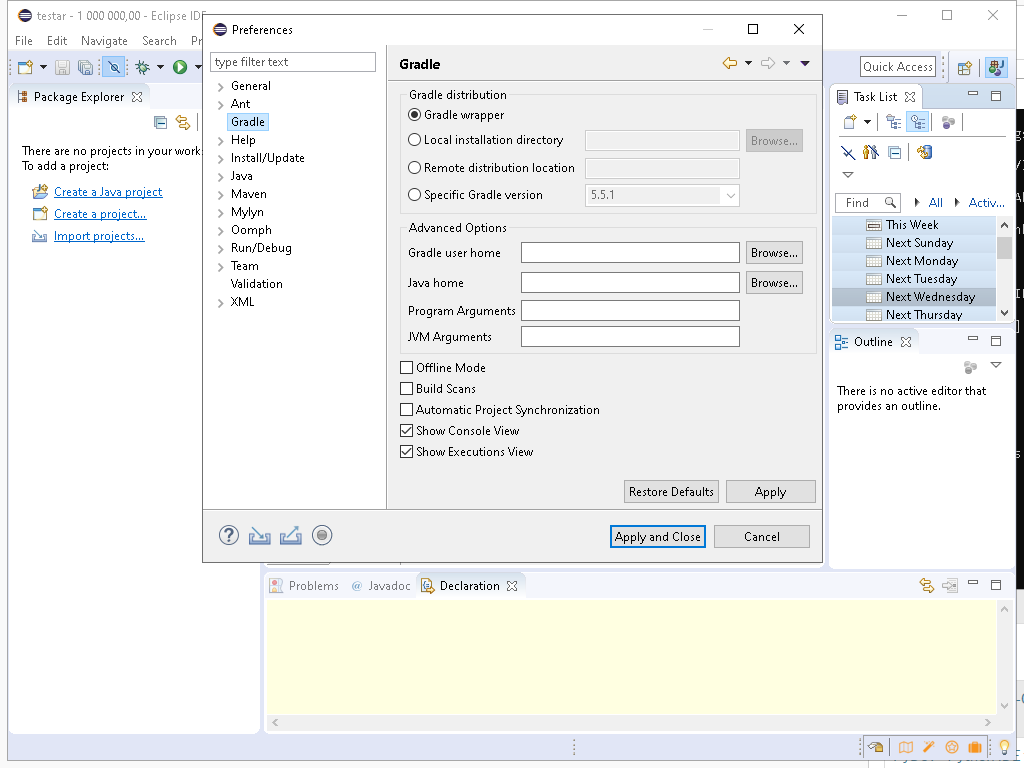 testar - 1 000 000,00 - Eclipse IDE
File Edit Navigate Search
Quick Access
Package Explorer
There are no projects in your work
To add a project:
Create a Java project
Create a project...
Import projects...
Preferences
type filter text
General
Ant
Gradle
Help
Install/Update
Java
Maven
Mylyn
Oomph
Run/Debug
Team
Validation
XML
Gradle
Gradle distribution
Gradle wrapper
Local installation directory Browse...
Remote distribution location
Specific Gradle version 5.5.1
Advanced Options
Gradle user home Browse...
Java home Browse...
Program Arguments
JVM Arguments
Offline Mode
Build Scans
Automatic Project Synchronization
Show Console View
Show Executions View
Restore Defaults Apply
Apply and Close Cancel
Task List
Find All Activ...
This Week
Next Sunday
Next Monday
Next Tuesday
Next Wednesday
Next Thursday
Outline
There is no active editor that
provides an outline.
Problems @ Javadoc Declaration